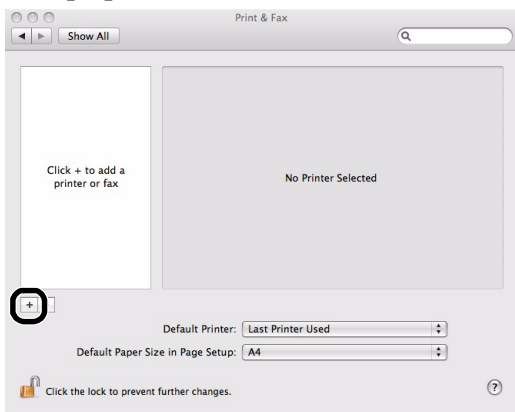 Print & Fax
Show All
Click + to add a
printer or fax
No Printer Selected
+
Default Printer: Last Printer Used
Default Paper Size in Page Setup: A4
Click the lock to prevent further changes.
?